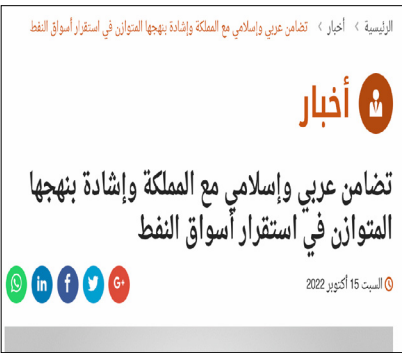 الرئيسية > أخبار > تضامن عربي وإسلامي مع المملكة وإشادة بنهجها المتوازن في استقرار أسواق النفط
أخبار
تضامن عربي وإسلامي مع المملكة وإشادة بنهجها
المتوازن في استقرار أسواق النفط
السبت 15 أكتوبر 2022
in f G+